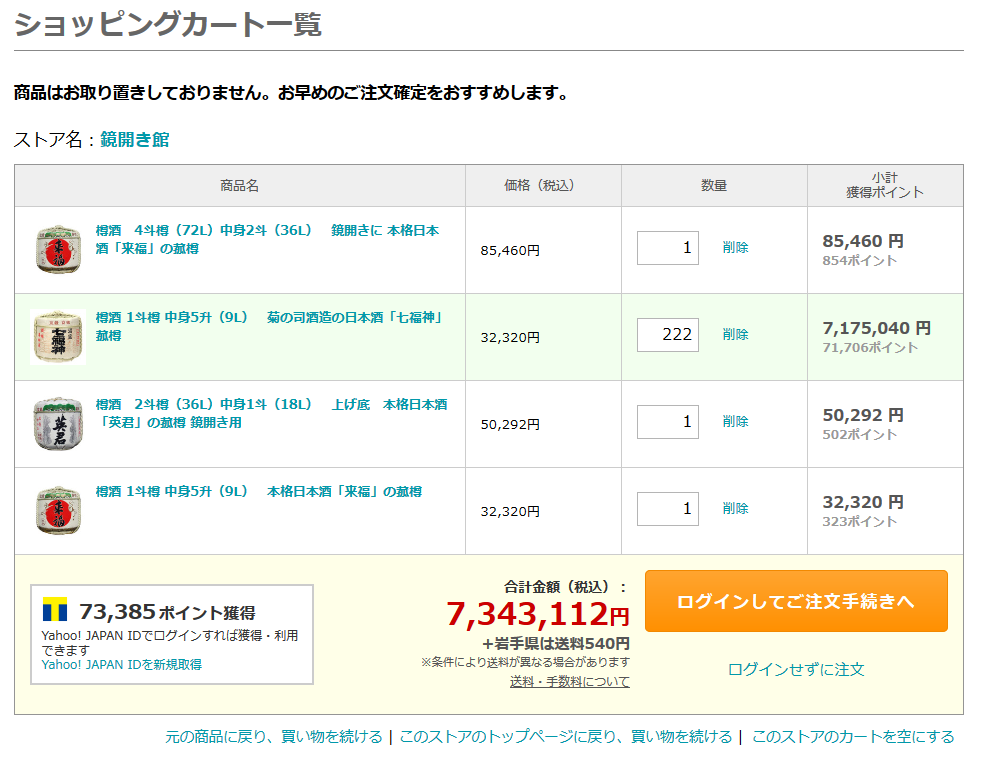 ショッピングカート一覧
商品はお取り置きしておりません。お早めのご注文確定をおすすめします。
ストア名：鏡開き館
商品名
価格（税込）
数量
小計
獲得ポイント
来福
樽酒　4斗樽（72L）中身2斗（36L）　鏡開きに 本格日本
酒「来福」の菰樽
85,460円
1
削除
85,460 円
854ポイント
七福神
樽酒 1斗樽 中身5升（9L）　菊の司酒造の日本酒「七福神」
菰樽
32,320円
222
削除
7,175,040 円
71,706ポイント
英君
樽酒　2斗樽（36L）中身1斗（18L）　上げ底　本格日本酒
「英君」の菰樽 鏡開き用
50,292円
1
削除
50,292 円
502ポイント
来福
樽酒 1斗樽 中身5升（9L）　本格日本酒「来福」の菰樽
32,320円
1
削除
32,320 円
323ポイント
T 73,385ポイント獲得
Yahoo! JAPAN IDでログインすれば獲得・利用
できます
Yahoo! JAPAN IDを新規取得
合計金額（税込）：
7,343,112円
+岩手県は送料540円
※条件により送料が異なる場合があります
送料・手数料について
ログインしてご注文手続きへ
ログインせずに注文
元の商品に戻り、買い物を続ける | このストアのトップページに戻り、買い物を続ける | このストアのカートを空にする